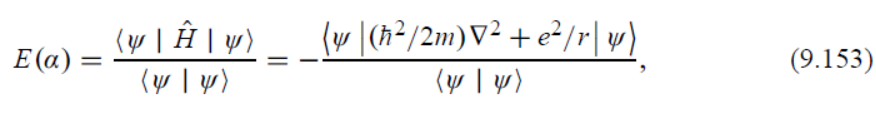 E(α) = ⟨ψ | Ĥ | ψ⟩ / ⟨ψ | ψ⟩ = − ⟨ψ |(ℏ²/2m)∇² + e²/r| ψ⟩ / ⟨ψ | ψ⟩, (9.153)